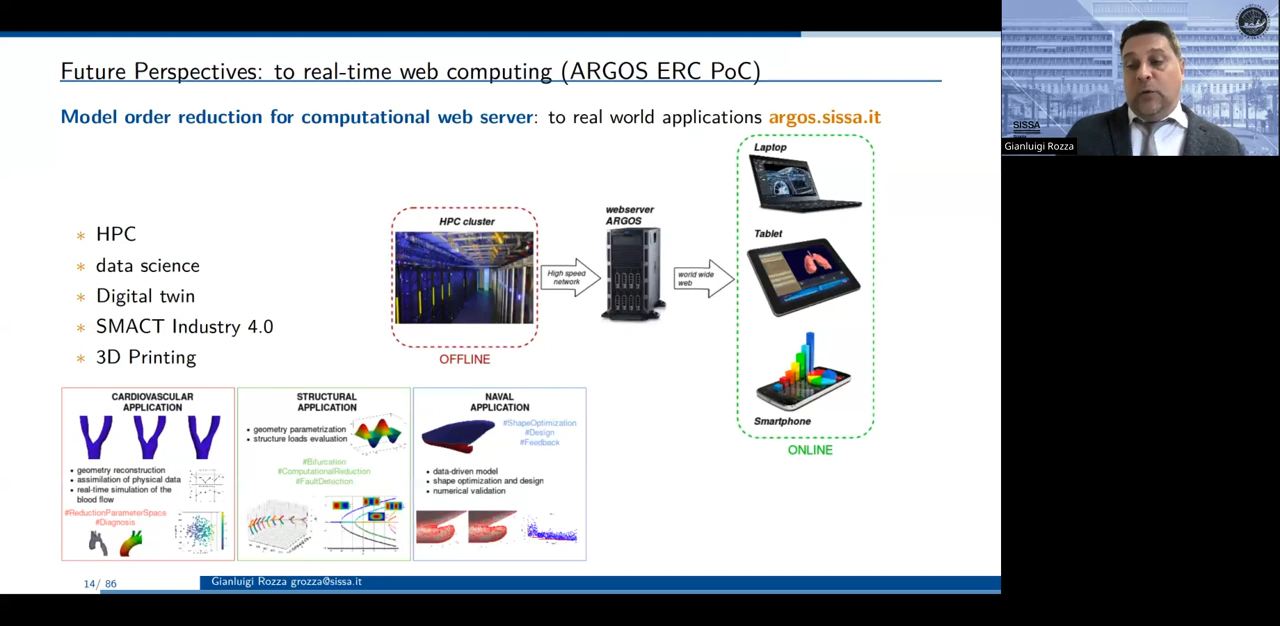 Future Perspectives: to real-time web computing (ARGOS ERC PoC)
Model order reduction for computational web server: to real world applications argos.sissa.it
* HPC
* data science
* Digital twin
* SMACT Industry 4.0
* 3D Printing
HPC cluster
OFFLINE
High speed
network
webserver
ARGOS
world wide
web
Laptop
Tablet
Smartphone
ONLINE
CARDIOVASCULAR
APPLICATION
• geometry reconstruction
• assimilation of physical data
• real-time simulation of the
blood flow
#ReductionParameterSpace
#Diagnosis
STRUCTURAL
APPLICATION
• geometry parametrization
• structure loads evaluation
#Bifurcation
#ComputationalReduction
#FaultDetection
NAVAL
APPLICATION
#ShapeOptimization
#Design
#Feedback
• data-driven model
• shape optimization and design
• numerical validation
14/ 86
Gianluigi Rozza grozza@sissa.it
SISSA
Gianluigi Rozza